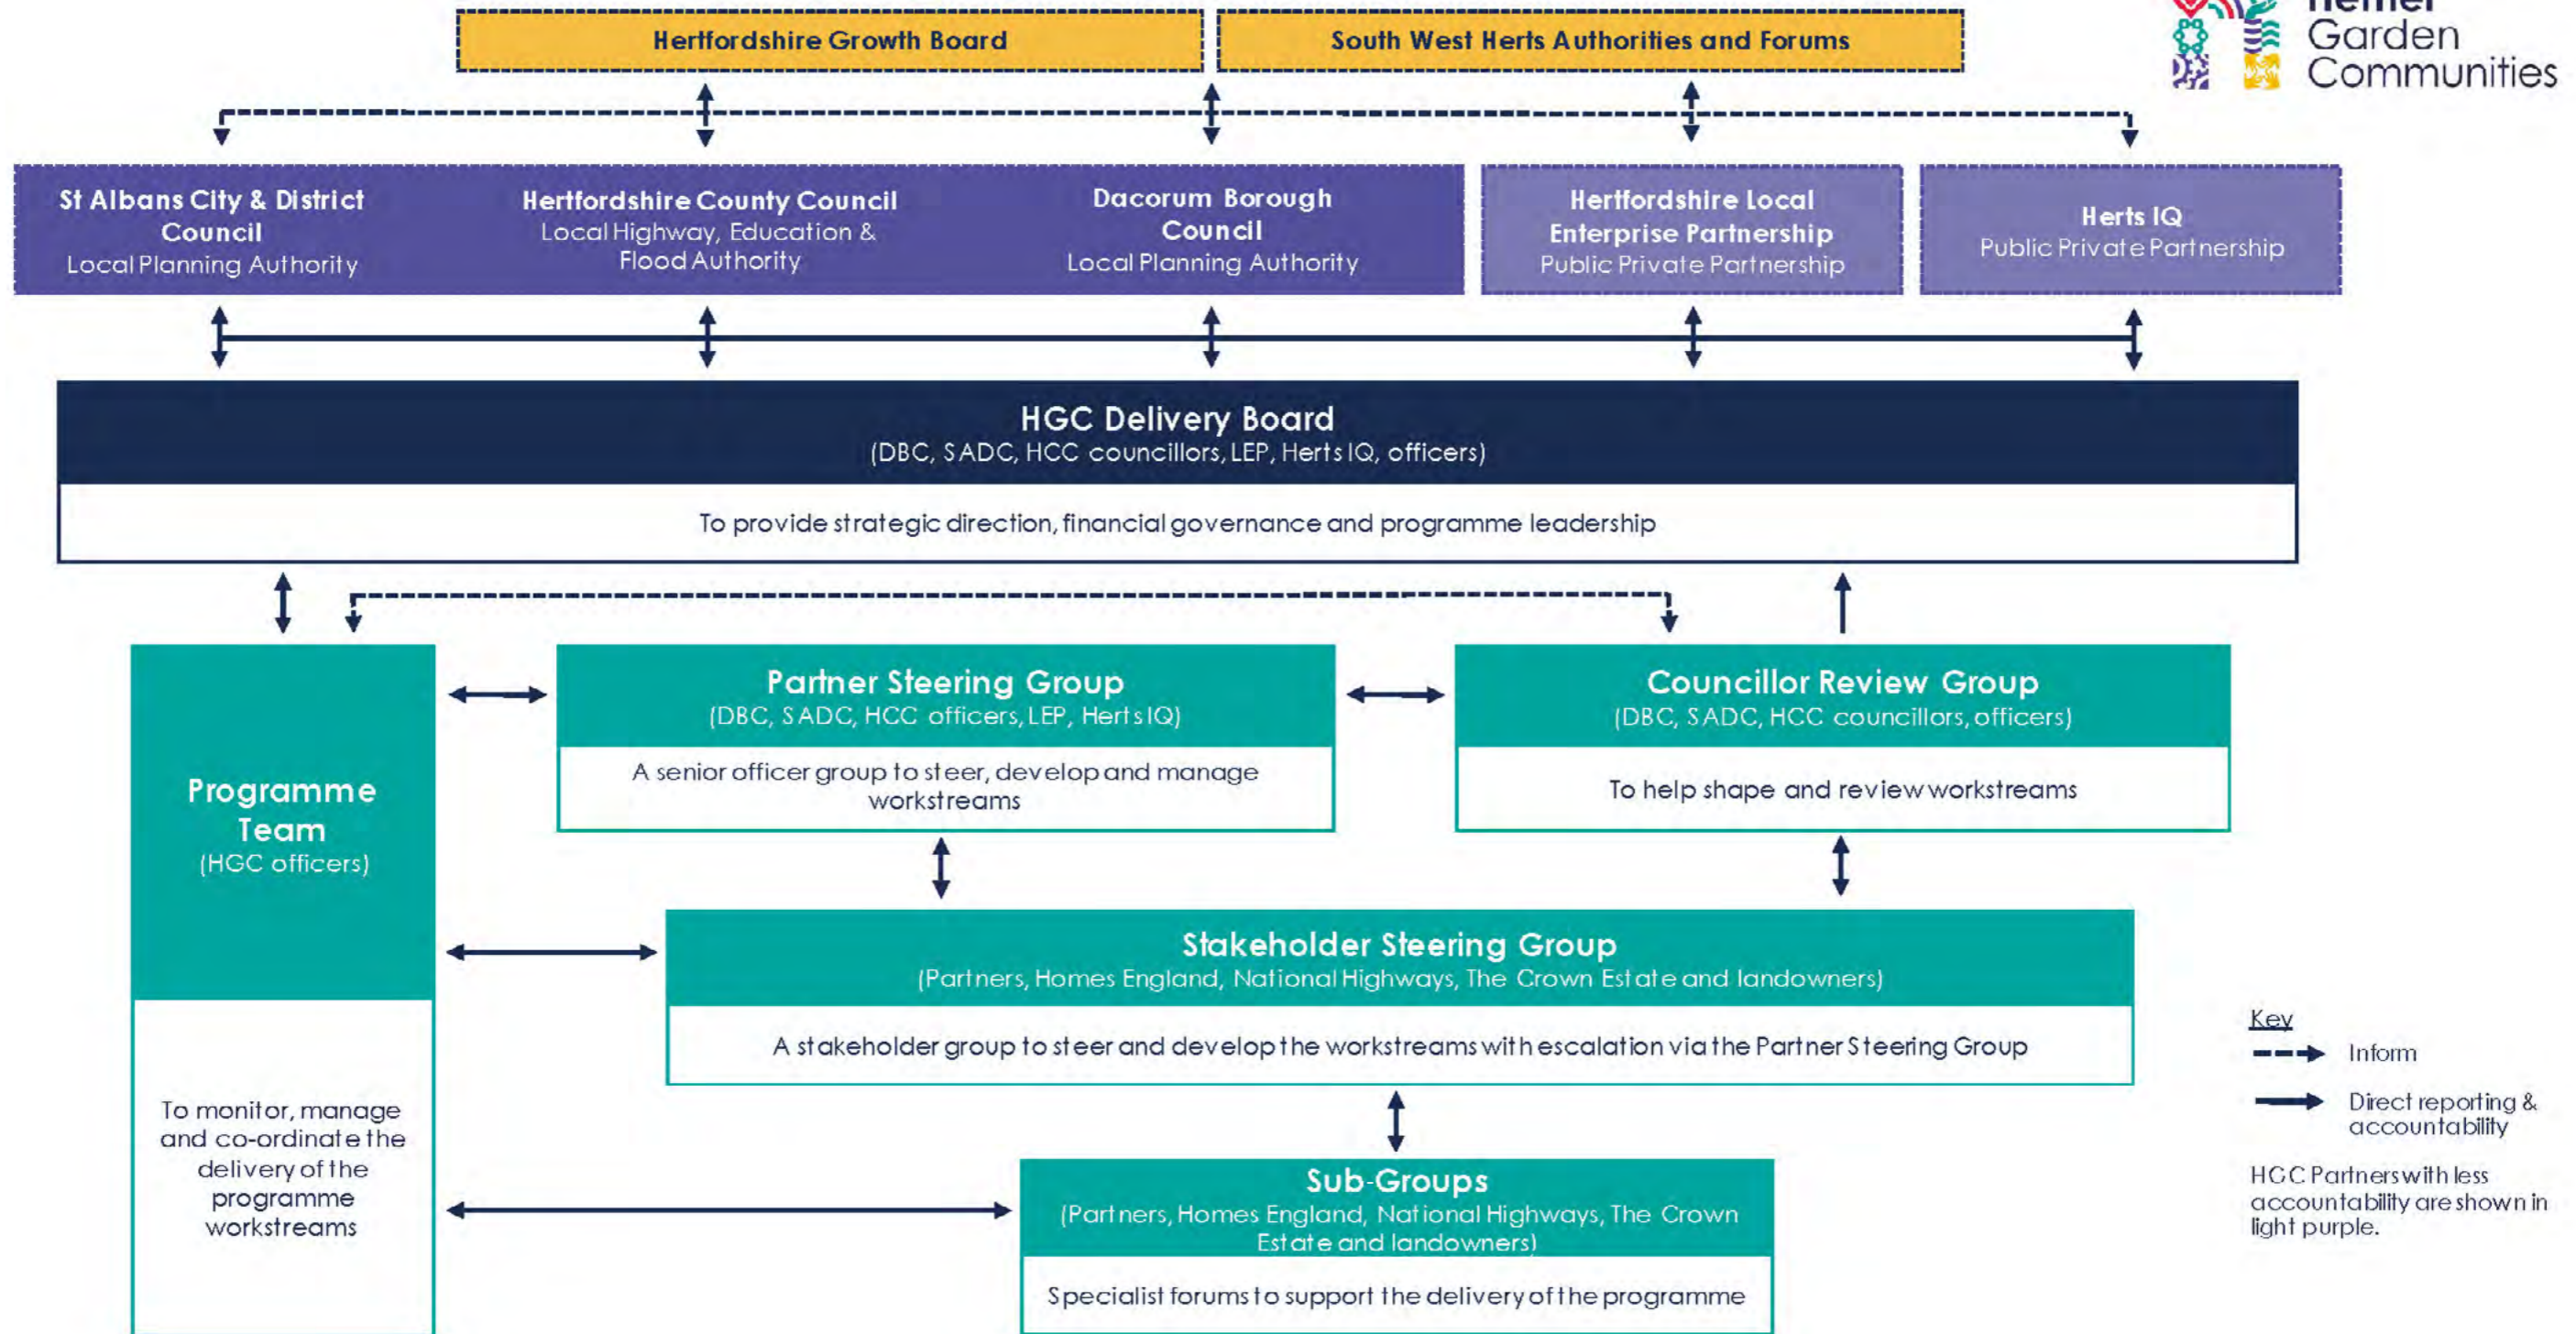 Hemel
Garden
Communities
Hertfordshire Growth Board
South West Herts Authorities and Forums
St Albans City & District
Council
Local Planning Authority
Hertfordshire County Council
Local Highway, Education &
Flood Authority
Dacorum Borough
Council
Local Planning Authority
Hertfordshire Local
Enterprise Partnership
Public Private Partnership
Herts IQ
Public Private Partnership
HGC Delivery Board
(DBC, SADC, HCC councillors, LEP, Herts IQ, officers)
To provide strategic direction, financial governance and programme leadership
Programme
Team
(HGC officers)
To monitor, manage
and co-ordinate the
delivery of the
programme
workstreams
Partner Steering Group
(DBC, SADC, HCC officers, LEP, Herts IQ)
A senior officer group to steer, develop and manage
workstreams
Councillor Review Group
(DBC, SADC, HCC councillors, officers)
To help shape and review workstreams
Stakeholder Steering Group
(Partners, Homes England, National Highways, The Crown Estate and landowners)
A stakeholder group to steer and develop the workstreams with escalation via the Partner Steering Group
Sub-Groups
(Partners, Homes England, National Highways, The Crown
Estate and landowners)
Specialist forums to support the delivery of the programme
Key
Inform
Direct reporting &
accountability
HGC Partners with less
accountability are shown in
light purple.